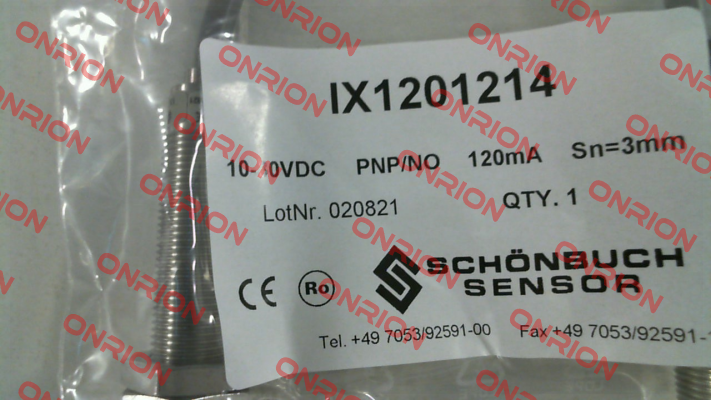 IX1201214
PNP/NO 120mA Sn=3mm
LotNr. 020821 QTY. 1
CE Ro SCHÖNBUCH
SENSOR
Tel. +49 7053/92591-00 Fax +49 7053/92591-
ONRION